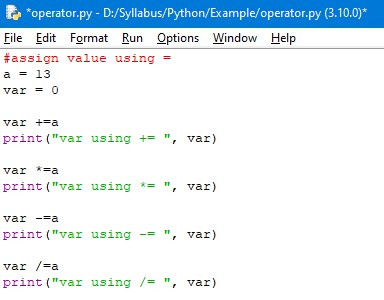 *operator.py - D:/Syllabus/Python/Example/operator.py (3.10.0)*
File Edit Format Run Options Window Help
#assign value using =
a = 13
var = 0
var +=a
print("var using += ", var)
var *=a
print("var using *= ", var)
var -=a
print("var using -= ", var)
var /=a
print("var using /= ", var)